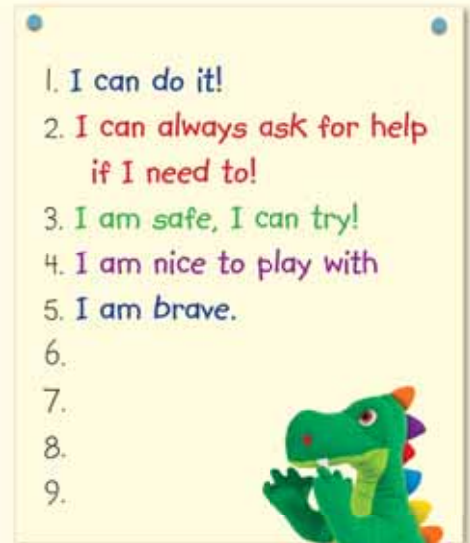 1. I can do it!
2. I can always ask for help
if I need to!
3. I am safe, I can try!
4. I am nice to play with
5. I am brave.
6.
7.
8.
9.